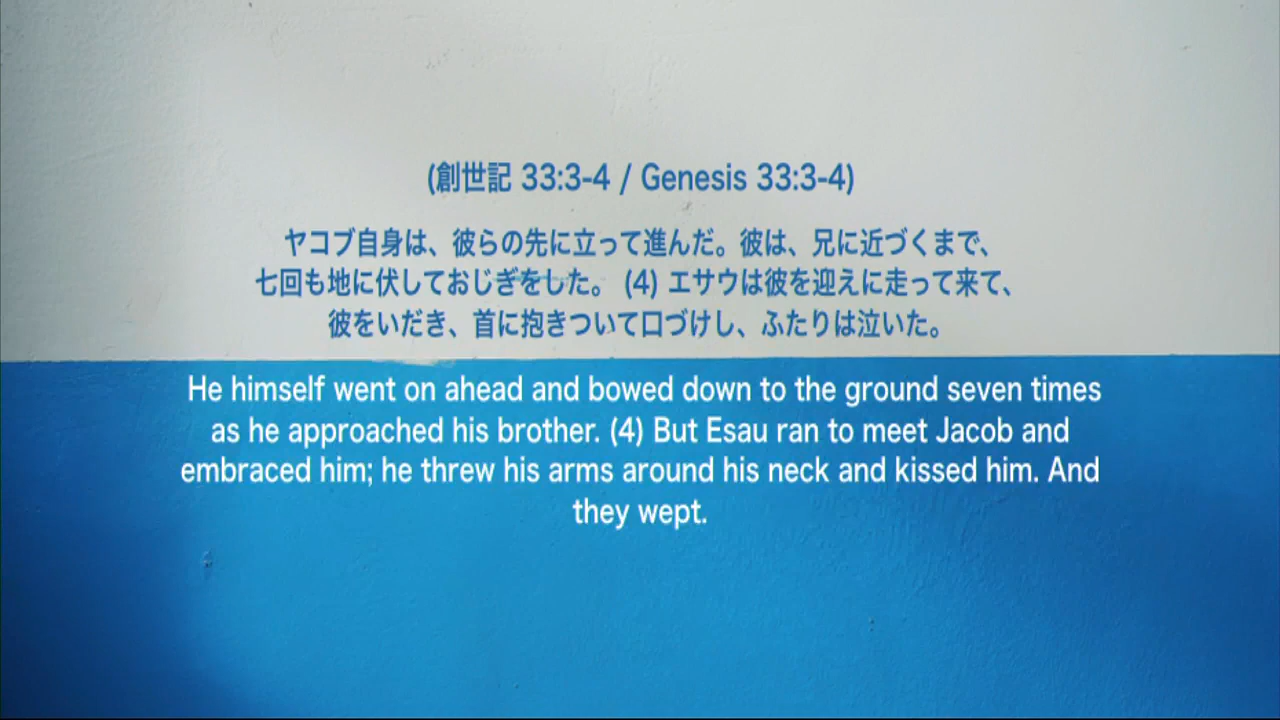 (創世記 33:3-4 / Genesis 33:3-4)
ヤコブ自身は、彼らの先に立って進んだ。彼は、兄に近づくまで、
七回も地に伏しておじぎをした。 (4) エサウは彼を迎えに走って来て、
彼をいだき、首に抱きついて口づけし、ふたりは泣いた。
He himself went on ahead and bowed down to the ground seven times
as he approached his brother. (4) But Esau ran to meet Jacob and
embraced him; he threw his arms around his neck and kissed him. And
they wept.